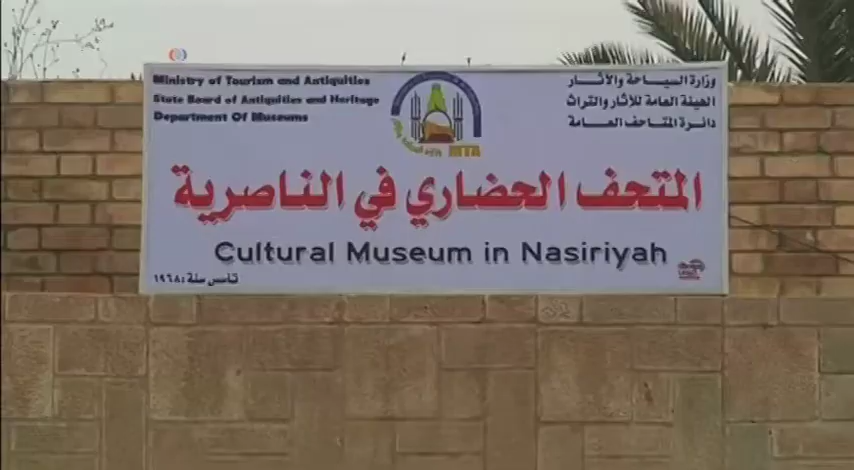 Ministry of Tourism and Antiquities
State Board of Antiquities and Heritage
Department Of Museums
وزارة السياحة والآثار
الهيئة العامة للآثار والتراث
دائرة المتاحف العامة
MTA
المتحف الحضاري في الناصرية
Cultural Museum in Nasiriyah
تأسس سنة: ١٩٦٨